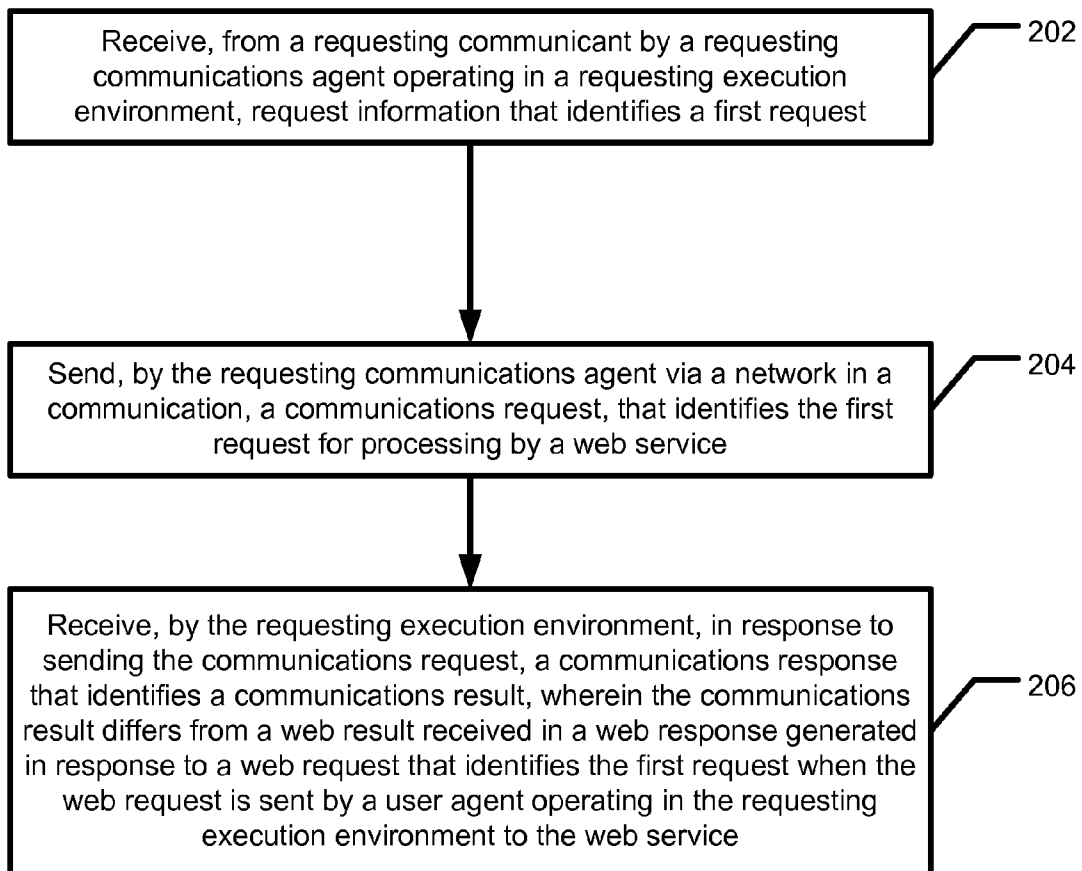 Receive, from a requesting communicant by a requesting
communications agent operating in a requesting execution
environment, request information that identifies a first request
202
Send, by the requesting communications agent via a network in a
communication, a communications request, that identifies the first
request for processing by a web service
204
Receive, by the requesting execution environment, in response to
sending the communications request, a communications response
that identifies a communications result, wherein the communications
result differs from a web result received in a web response generated
in response to a web request that identifies the first request when the
web request is sent by a user agent operating in the requesting
execution environment to the web service
206